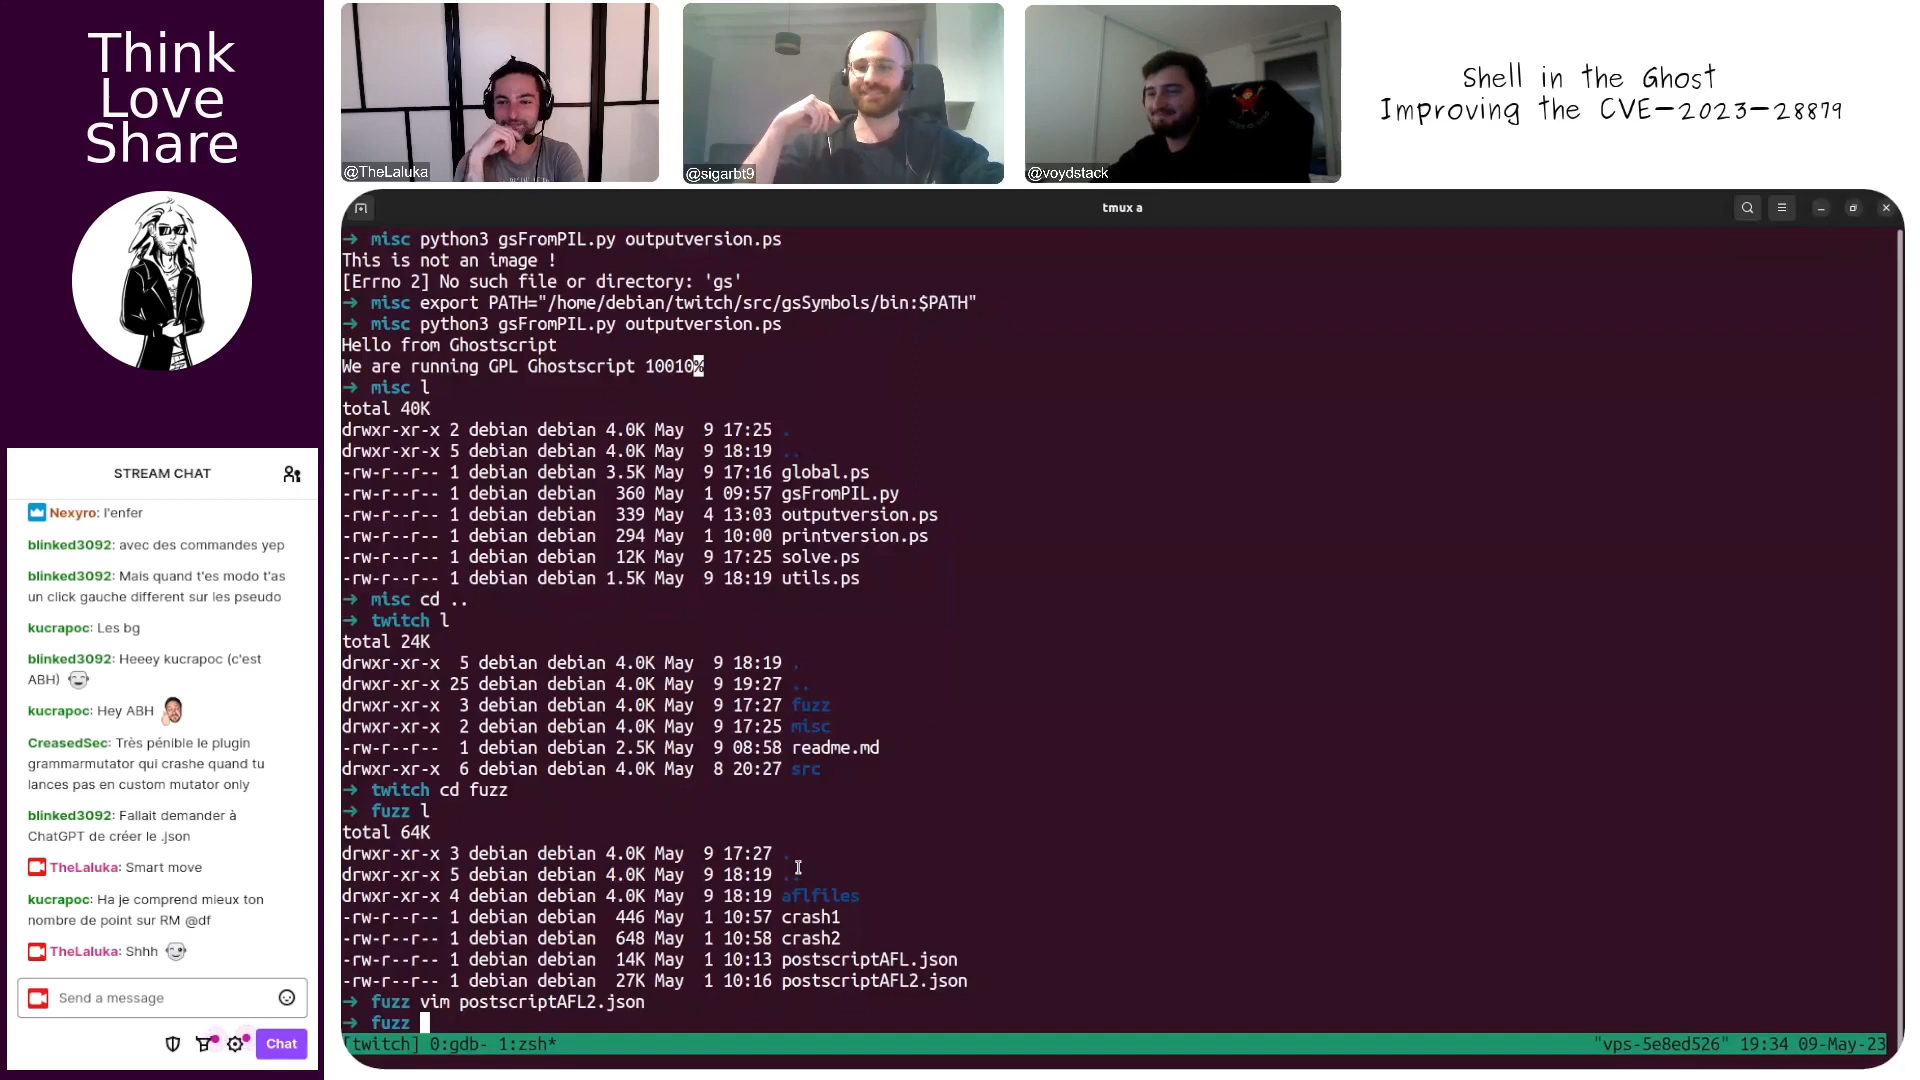 Think
Love
Share
@TheLaluka
@sigarbt9
@voydstack
Shell in the Ghost
Improving the CVE-2023-28879
tmux a
➜ misc python3 gsFromPIL.py outputversion.ps
This is not an image !
[Errno 2] No such file or directory: 'gs'
➜ misc export PATH="/home/debian/twitch/src/gsSymbols/bin:$PATH"
➜ misc python3 gsFromPIL.py outputversion.ps
Hello from Ghostscript
We are running GPL Ghostscript 10010%
➜ misc l
total 40K
drwxr-xr-x 2 debian debian 4.0K May  9 17:25 .
drwxr-xr-x 5 debian debian 4.0K May  9 18:19 ..
-rw-r--r-- 1 debian debian 3.5K May  9 17:16 global.ps
-rw-r--r-- 1 debian debian  360 May  1 09:57 gsFromPIL.py
-rw-r--r-- 1 debian debian  339 May  4 13:03 outputversion.ps
-rw-r--r-- 1 debian debian  294 May  1 10:00 printversion.ps
-rw-r--r-- 1 debian debian  12K May  9 17:25 solve.ps
-rw-r--r-- 1 debian debian 1.5K May  9 18:19 utils.ps
➜ misc cd ..
➜ twitch l
total 24K
drwxr-xr-x  5 debian debian 4.0K May  9 18:19 .
drwxr-xr-x 25 debian debian 4.0K May  9 19:27 ..
drwxr-xr-x  3 debian debian 4.0K May  9 17:27 fuzz
drwxr-xr-x  2 debian debian 4.0K May  9 17:25 misc
-rw-r--r--  1 debian debian 2.5K May  9 08:58 readme.md
drwxr-xr-x  6 debian debian 4.0K May  8 20:27 src
➜ twitch cd fuzz
➜ fuzz l
total 64K
drwxr-xr-x 3 debian debian 4.0K May  9 17:27 .
drwxr-xr-x 5 debian debian 4.0K May  9 18:19 ..
drwxr-xr-x 4 debian debian 4.0K May  9 18:19 aflfiles
-rw-r--r-- 1 debian debian  446 May  1 10:57 crash1
-rw-r--r-- 1 debian debian  648 May  1 10:58 crash2
-rw-r--r-- 1 debian debian  14K May  1 10:13 postscriptAFL.json
-rw-r--r-- 1 debian debian  27K May  1 10:16 postscriptAFL2.json
➜ fuzz vim postscriptAFL2.json
➜ fuzz
[twitch] 0:gdb- 1:zsh* "vps-5e8ed526" 19:34 09-May-23
STREAM CHAT
Nexyro: l'enfer
blinked3092: avec des commandes yep
blinked3092: Mais quand t'es modo t'as
un click gauche different sur les pseudo
kucrapoc: Les bg
blinked3092: Heeey kucrapoc (c'est
ABH)
kucrapoc: Hey ABH
CreasedSec: Très pénible le plugin
grammarmutator qui crashe quand tu
lances pas en custom mutator only
blinked3092: Fallait demander à
ChatGPT de créer le .json
TheLaluka: Smart move
kucrapoc: Ha je comprend mieux ton
nombre de point sur RM @df
TheLaluka: Shhh
Send a message
Chat